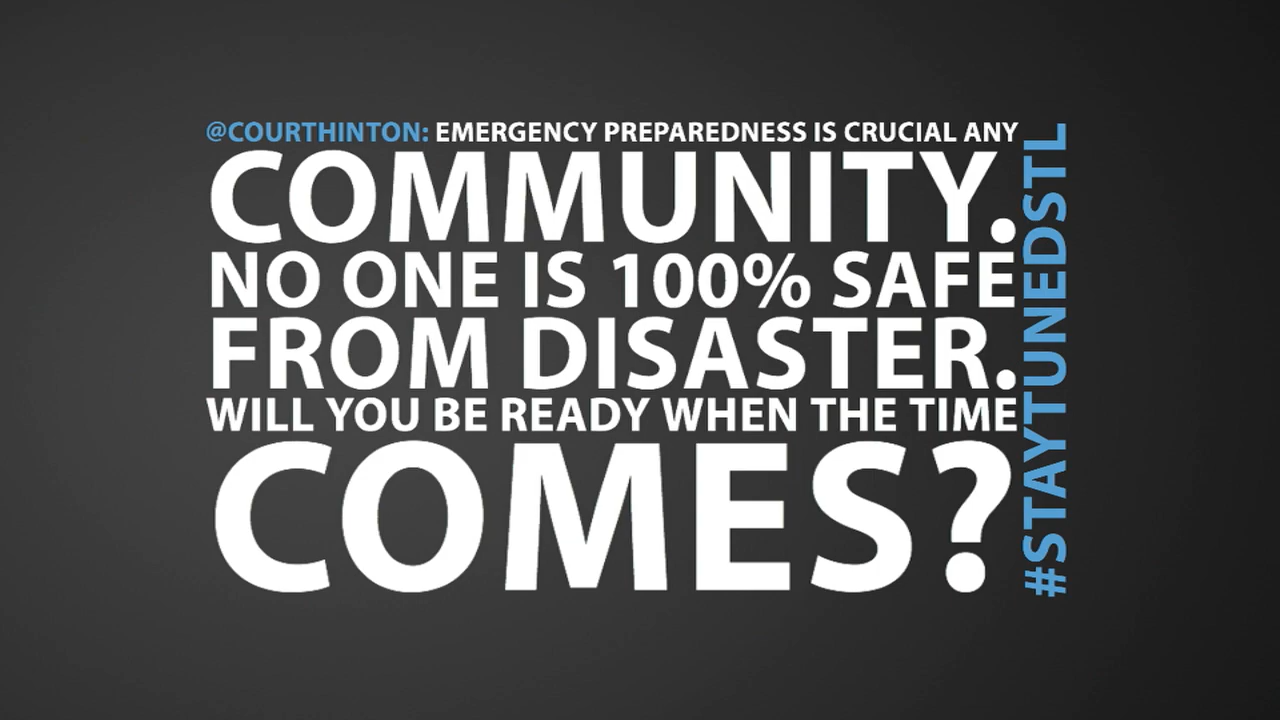 @COURTHINTON: EMERGENCY PREPAREDNESS IS CRUCIAL ANY
COMMUNITY.
NO ONE IS 100% SAFE
FROM DISASTER.
WILL YOU BE READY WHEN THE TIME
COMES?
#STAYTUNEDSTL